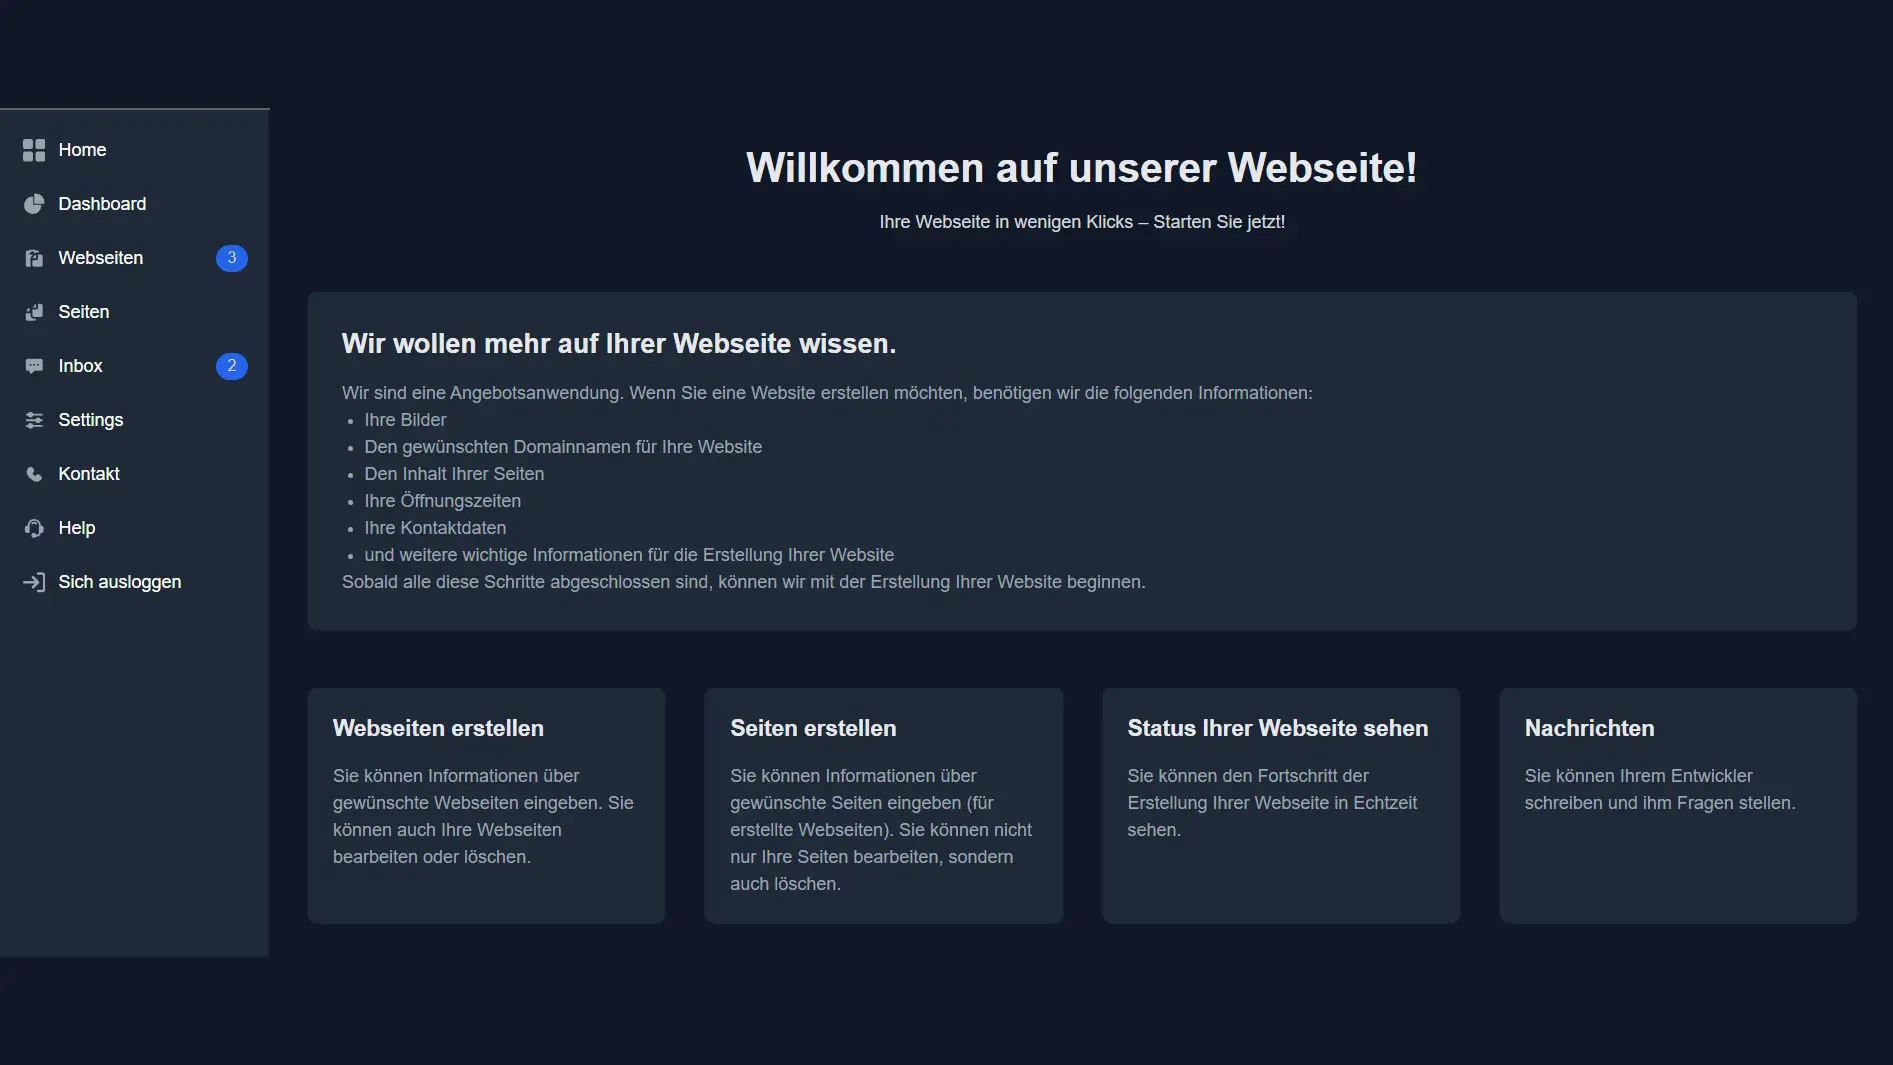 Home
Dashboard
Webseiten 3
Seiten
Inbox 2
Settings
Kontakt
Help
Sich ausloggen
Willkommen auf unserer Webseite!
Ihre Webseite in wenigen Klicks – Starten Sie jetzt!
Wir wollen mehr auf Ihrer Webseite wissen.
Wir sind eine Angebotsanwendung. Wenn Sie eine Website erstellen möchten, benötigen wir die folgenden Informationen:
• Ihre Bilder
• Den gewünschten Domainnamen für Ihre Website
• Den Inhalt Ihrer Seiten
• Ihre Öffnungszeiten
• Ihre Kontaktdaten
• und weitere wichtige Informationen für die Erstellung Ihrer Website
Sobald alle diese Schritte abgeschlossen sind, können wir mit der Erstellung Ihrer Website beginnen.
Webseiten erstellen
Sie können Informationen über
gewünschte Webseiten eingeben. Sie
können auch Ihre Webseiten
bearbeiten oder löschen.
Seiten erstellen
Sie können Informationen über
gewünschte Seiten eingeben (für
erstellte Webseiten). Sie können nicht
nur Ihre Seiten bearbeiten, sondern
auch löschen.
Status Ihrer Webseite sehen
Sie können den Fortschritt der
Erstellung Ihrer Webseite in Echtzeit
sehen.
Nachrichten
Sie können Ihrem Entwickler
schreiben und ihm Fragen stellen.